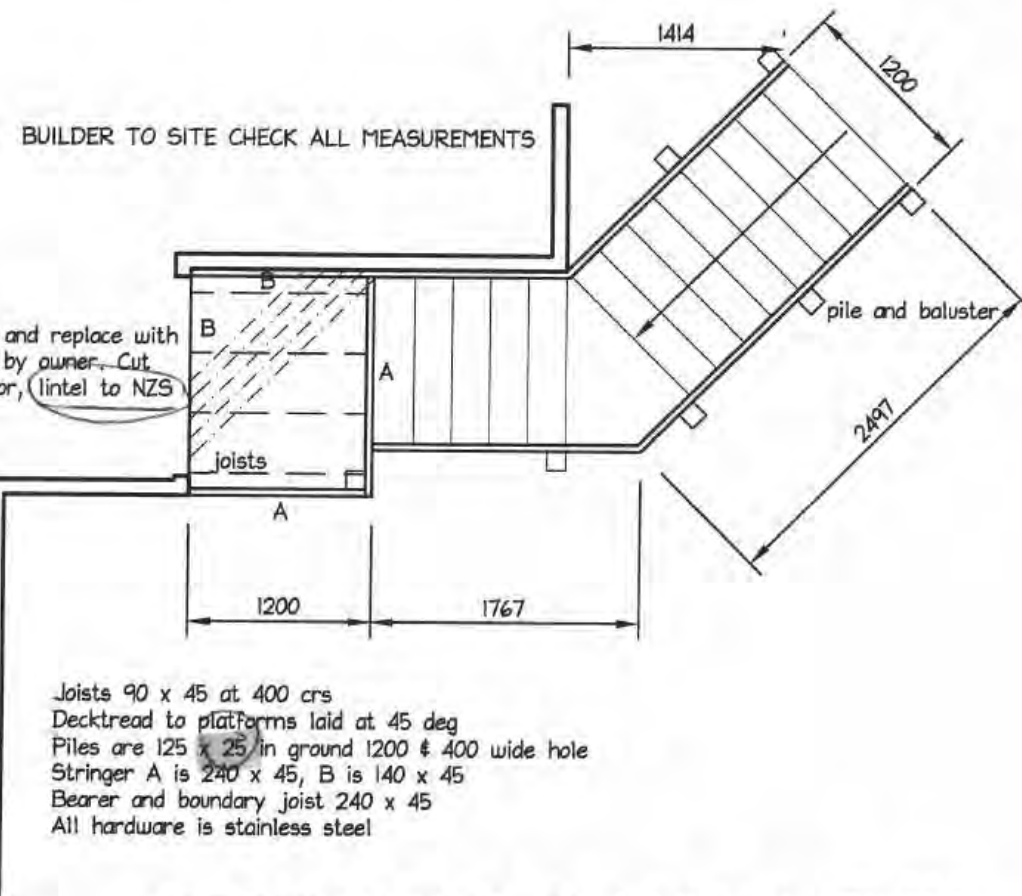 1414
1200
BUILDER TO SITE CHECK ALL MEASUREMENTS
B
B
A
and replace with
by owner. Cut
or, lintel to NZS
pile and baluster
2497
joists
A
1200
1767
Joists 90 x 45 at 400 crs
Decktread to platforms laid at 45 deg
Piles are 125 x 25 in ground 1200 & 400 wide hole
Stringer A is 240 x 45, B is 140 x 45
Bearer and boundary joist 240 x 45
All hardware is stainless steel